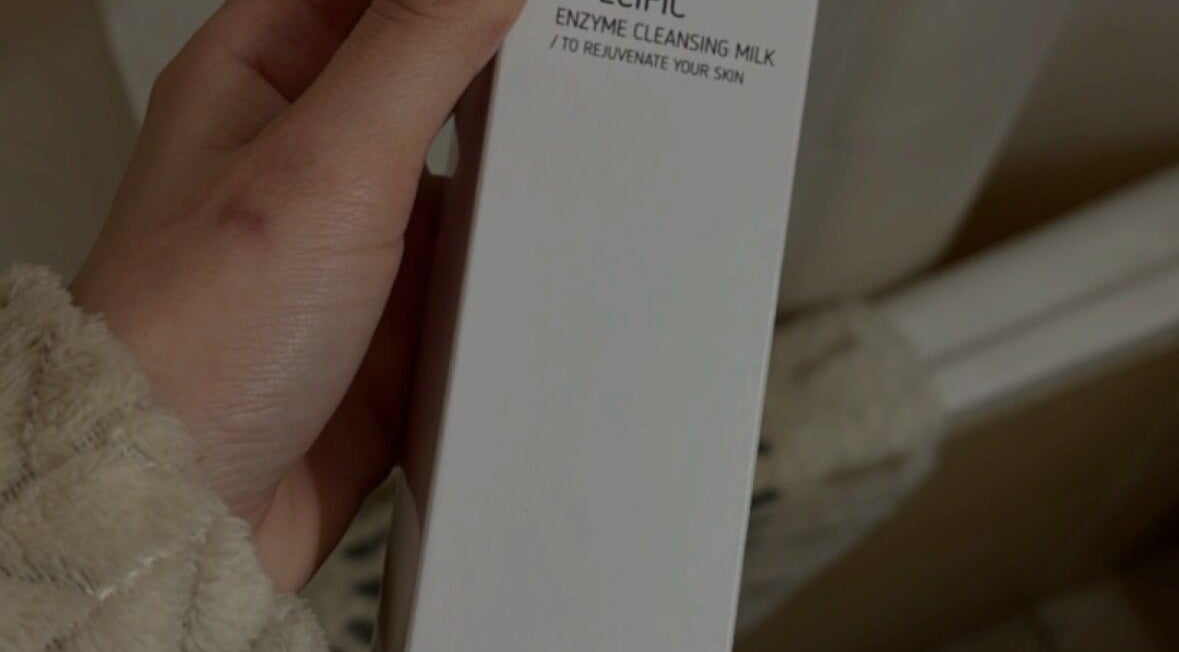 ENZYME CLEANSING MILK
/ TO REJUVENATE YOUR SKIN